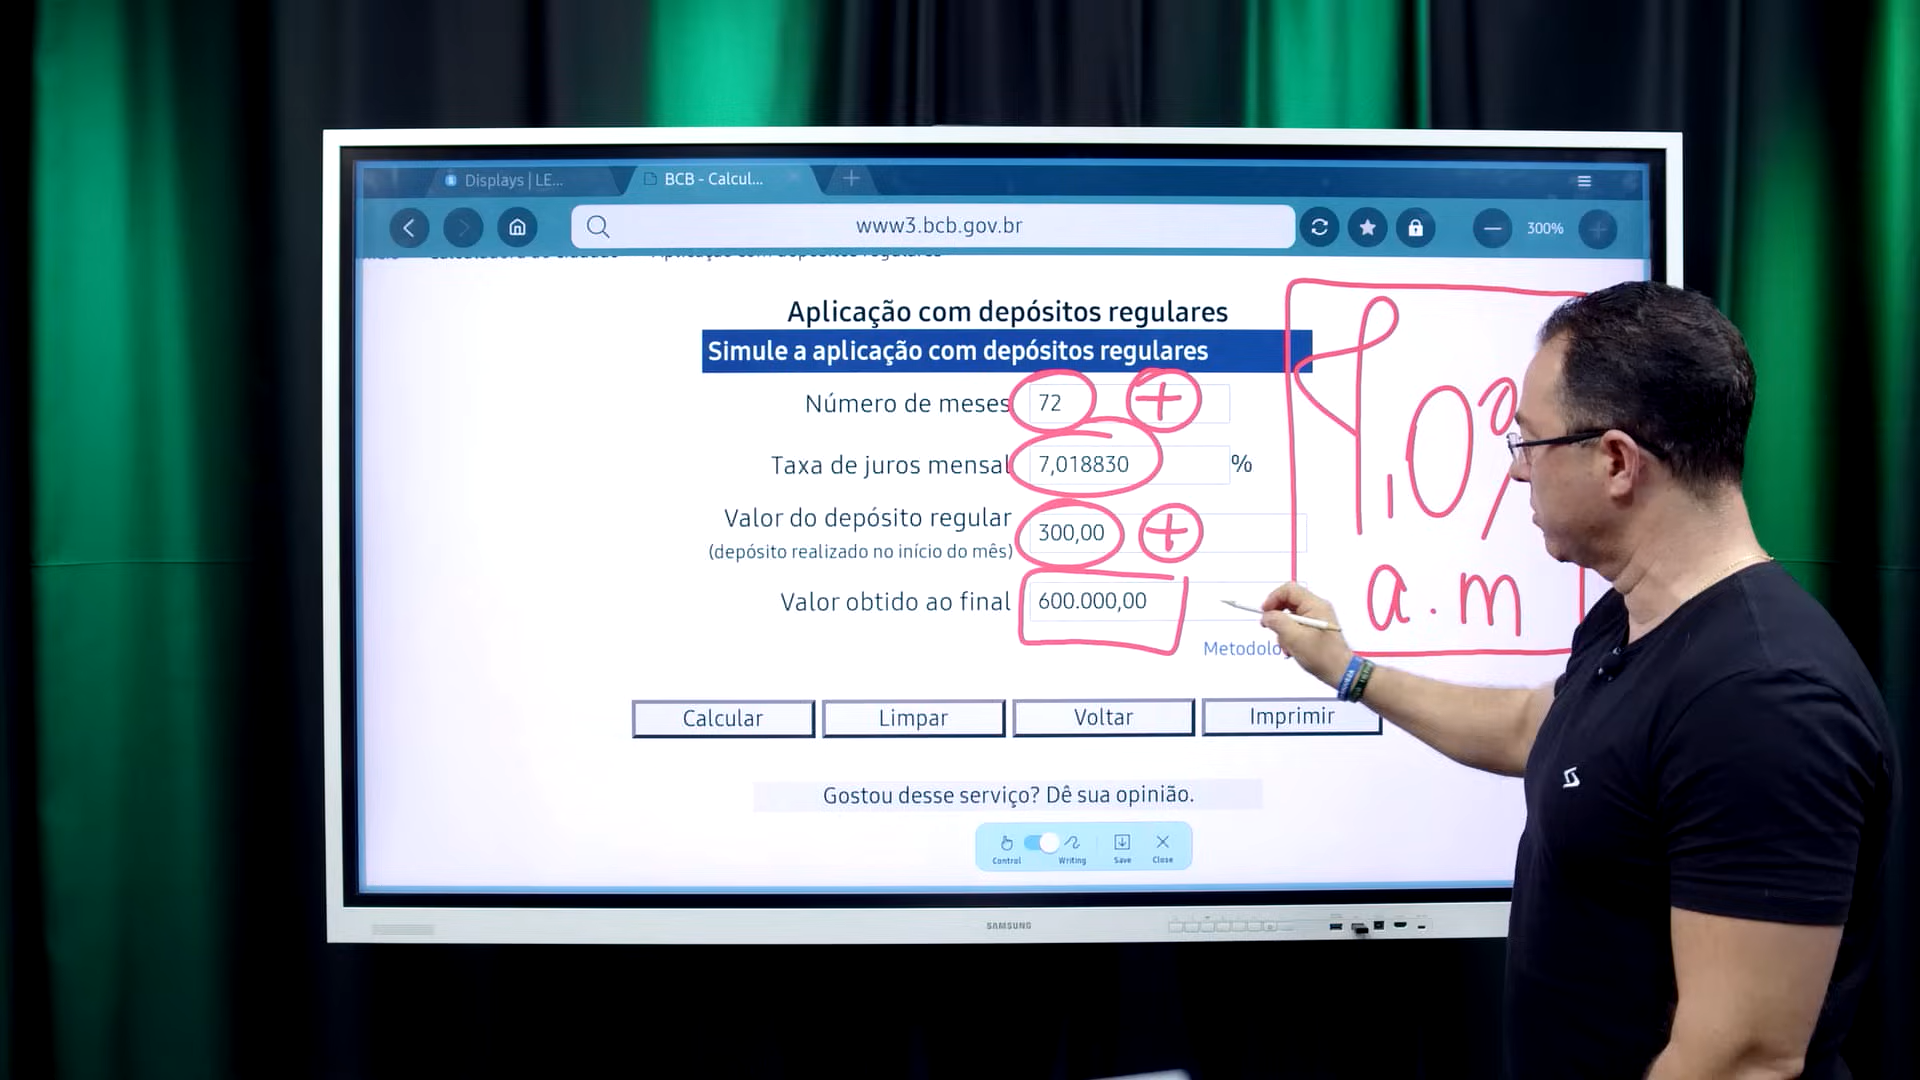 Displays | LE...
BCB - Calcul...
www3.bcb.gov.br
300%
Aplicação com depósitos regulares
Simule a aplicação com depósitos regulares
Número de meses 72 +
Taxa de juros mensal 7,018830 %
Valor do depósito regular 300,00 +
(depósito realizado no início do mês)
Valor obtido ao final 600.000,00
Metodolo
Calcular Limpar Voltar Imprimir
Gostou desse serviço? Dê sua opinião.
Control Writing Save Close
,0%
a.m
SAMSUNG